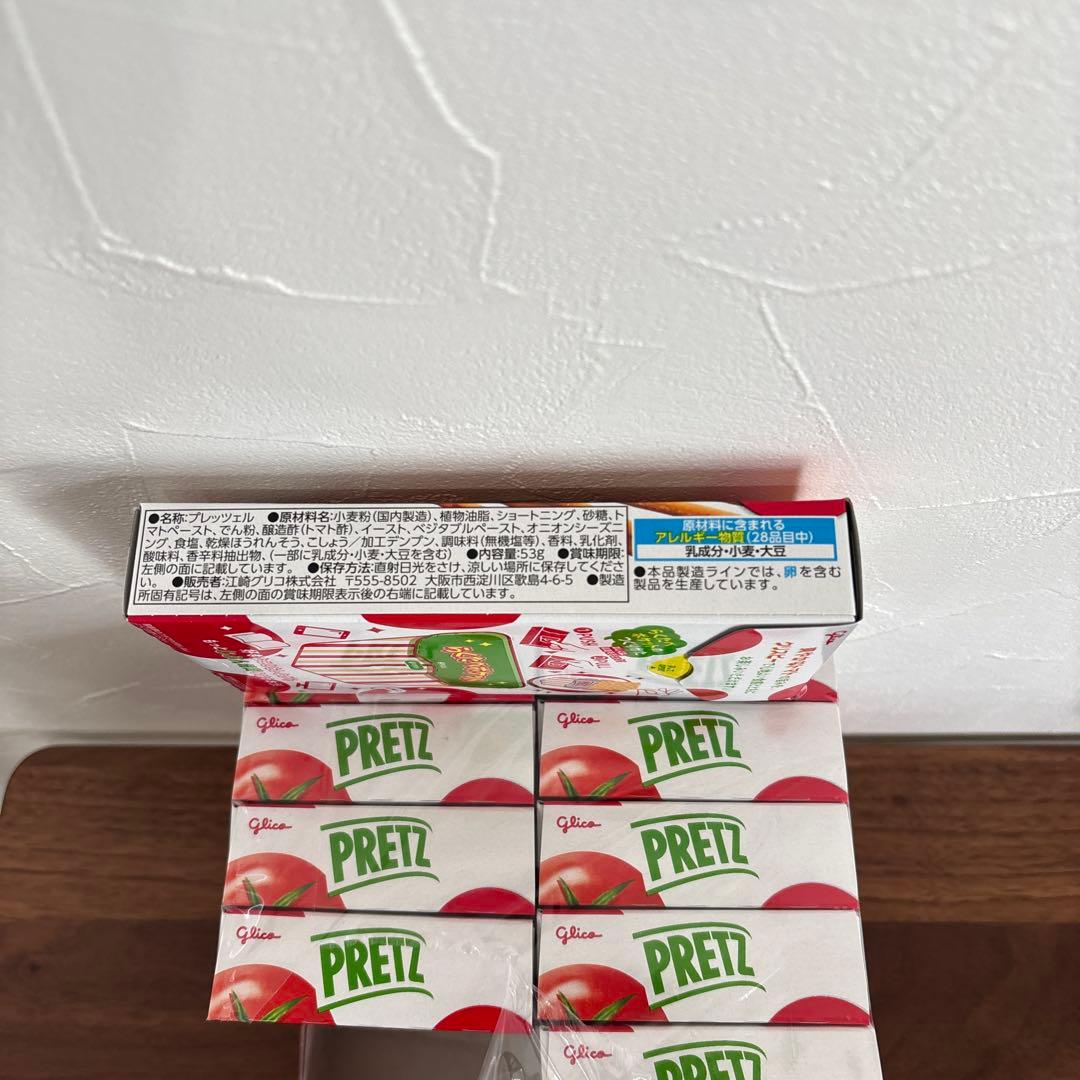 ●名称:プレッツェル ●原材料名:小麦粉(国内製造)、植物油脂、ショートニング、砂糖、ト
マトペースト、でん粉、醸造酢(トマト酢)、イースト、ベジタブルペースト、オニオンシーズニ
ング、食塩、乾燥ほうれんそう、こしょう/加工デンプン、調味料(無機塩等)、香料、乳化剤、
酸味料、香辛料抽出物、(一部に乳成分・小麦・大豆を含む) ●内容量:53g ●賞味期限:
左側の面に記載しています。 ●保存方法:直射日光をさけ、涼しい場所に保存してくださ
い。 ●販売者:江崎グリコ株式会社 〒555-8502 大阪市西淀川区歌島4-6-5 ●製造
所固有記号は、左側の面の賞味期限表示後の右端に記載しています。
原材料に含まれる
アレルギー物質(28品目中)
乳成分・小麦・大豆
●本品製造ラインでは、卵を含む
製品を生産しています。
Glico
PRETZ
Glico
PRETZ
Glico
PRETZ
Glico
PRETZ
Glico
PRETZ
Glico
PRETZ
Glico
PRETZ